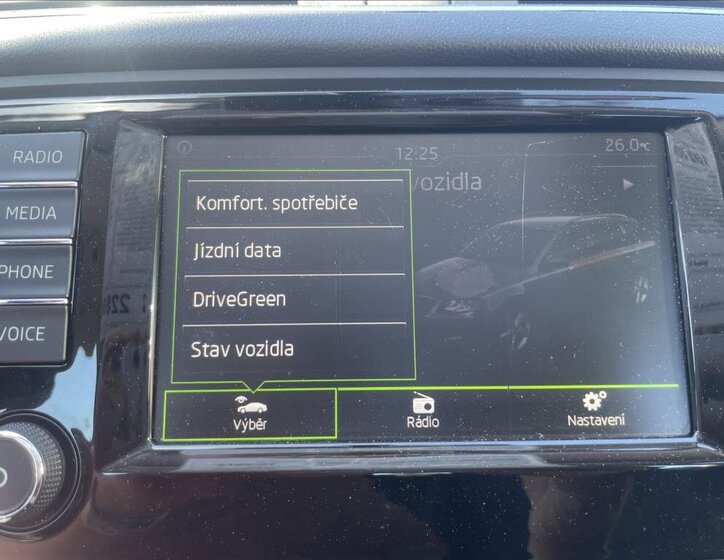 RADIO
MEDIA
PHONE
VOICE
12:25
26.0°C
vozidla
Komfort. spotřebiče
Jízdní data
DriveGreen
Stav vozidla
Výběr
Rádio
Nastavení